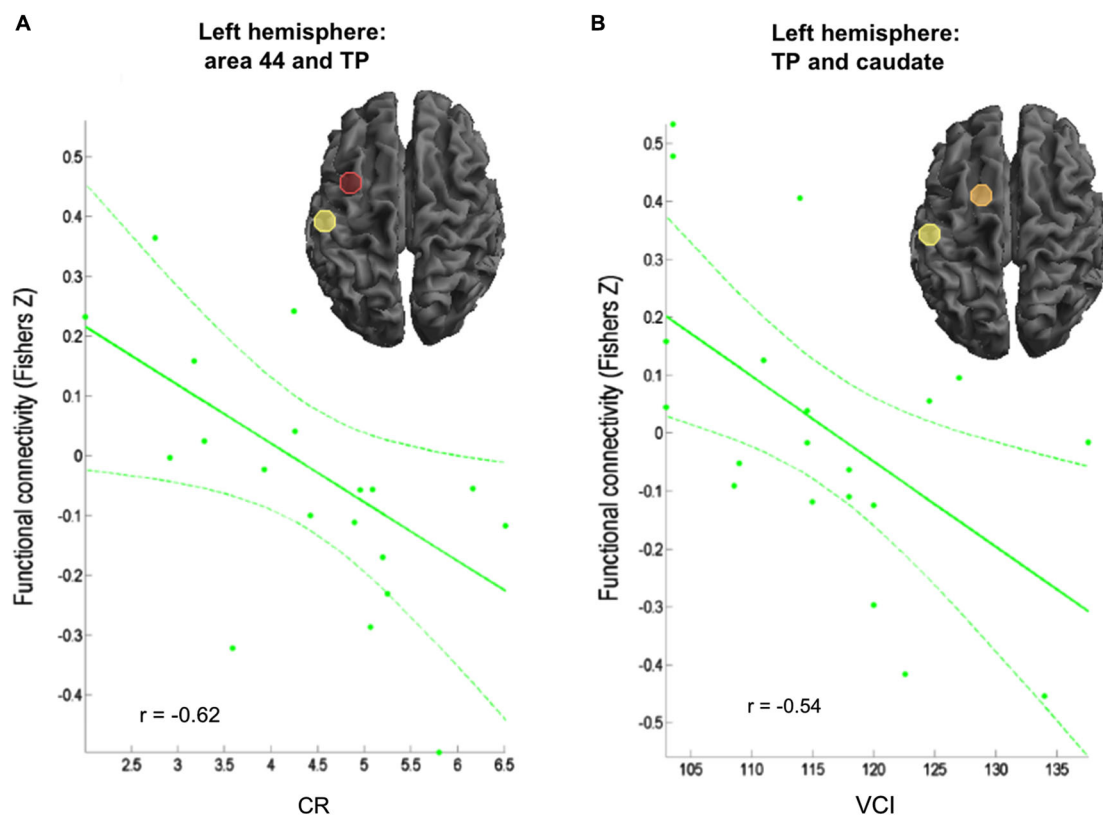 A
Left hemisphere:
area 44 and TP
Functional connectivity (Fishers Z)
0.5
0.4
0.3
0.2
0.1
0
-0.1
-0.2
-0.3
-0.4
r = -0.62
2.5 3 3.5 4 4.5 5 5.5 6 6.5
CR
B
Left hemisphere:
TP and caudate
Functional connectivity (Fishers Z)
0.5
0.4
0.3
0.2
0.1
0
-0.1
-0.2
-0.3
-0.4
-0.5
r = -0.54
105 110 115 120 125 130 135
VCI